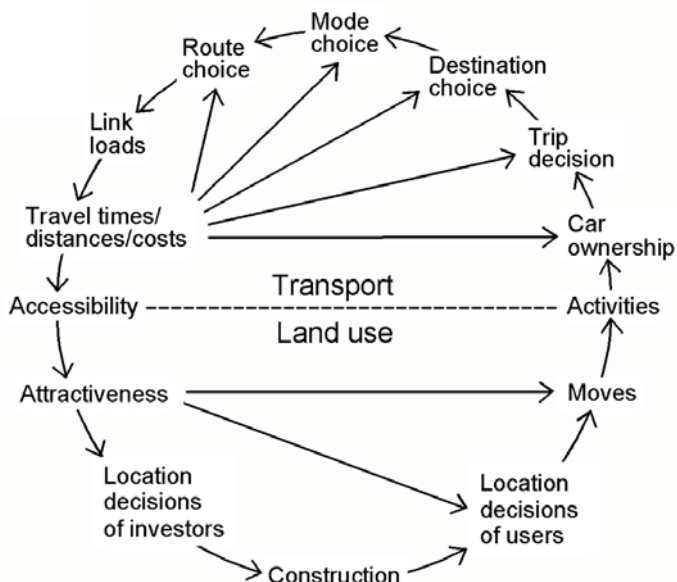 Mode
choice
Route
choice
Destination
choice
Link
loads
Trip
decision
Travel times/
distances/costs
Car
ownership
Transport
Accessibility
Activities
Land use
Attractiveness
Moves
Location
decisions
of investors
Location
decisions
of users
Construction